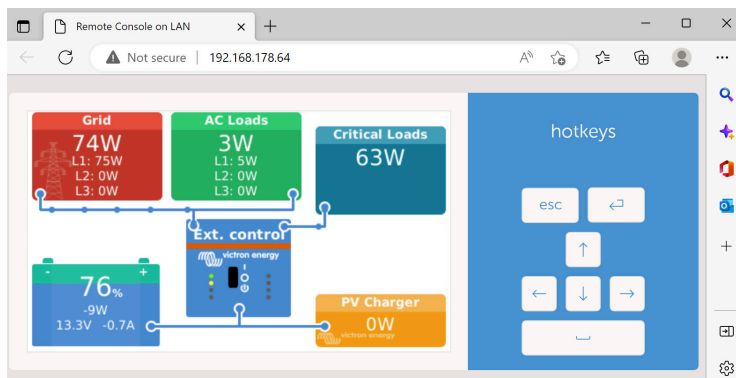 Remote Console on LAN
Not secure
192.168.178.64
Grid
74W
L1: 75W
L2: 0W
L3: 0W
AC Loads
3W
L1: 5W
L2: 0W
L3: 0W
Critical Loads
63W
Ext. control
victron energy
I
O
76%
-9W
13.3V -0.7A
PV Charger
0W
victron energy
hotkeys
esc